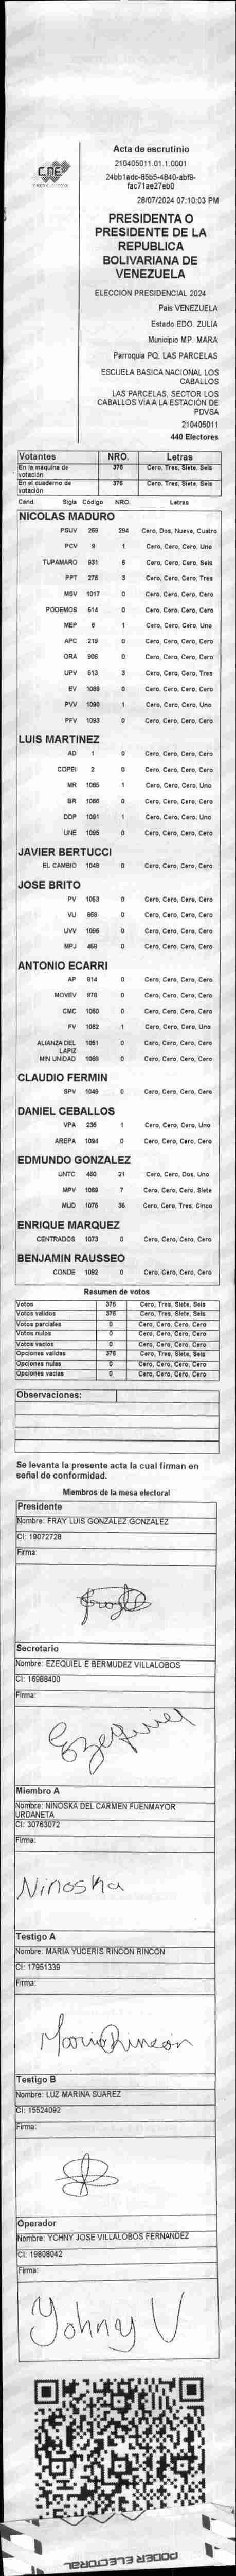 CNE
Acta de escrutinio
210405011.01.1.0001
24bb1adc-85b5-4840-abf9-
fac71ae27eb0
28/07/2024 07:10:03 PM
PRESIDENTA O
PRESIDENTE DE LA
REPUBLICA
BOLIVARIANA DE
VENEZUELA
ELECCIÓN PRESIDENCIAL 2024
País VENEZUELA
Estado EDO. ZULIA
Municipio MP. MARA
Parroquia PQ. LAS PARCELAS
ESCUELA BASICA NACIONAL LOS
CABALLOS
LAS PARCELAS, SECTOR LOS
CABALLOS VÍA A LA ESTACIÓN DE
PDVSA
210405011
440 Electores
Votantes NRO. Letras
En la máquina de votación 376 Cero, Tres, Siete, Seis
En el cuaderno de votación 376 Cero, Tres, Siete, Seis
Cand. Sigla Código NRO. Letras
NICOLAS MADURO
PSUV 269 294 Cero, Dos, Nueve, Cuatro
PCV 9 1 Cero, Cero, Cero, Uno
TUPAMARO 931 6 Cero, Cero, Cero, Seis
PPT 276 3 Cero, Cero, Cero, Tres
MSV 1017 0 Cero, Cero, Cero, Cero
PODEMOS 514 0 Cero, Cero, Cero, Cero
MEP 6 1 Cero, Cero, Cero, Uno
APC 219 0 Cero, Cero, Cero, Cero
ORA 906 0 Cero, Cero, Cero, Cero
UPV 513 3 Cero, Cero, Cero, Tres
EV 1089 0 Cero, Cero, Cero, Cero
PVV 1090 1 Cero, Cero, Cero, Uno
PFV 1093 0 Cero, Cero, Cero, Cero
LUIS MARTINEZ
AD 1 0 Cero, Cero, Cero, Cero
COPEI 2 0 Cero, Cero, Cero, Cero
MR 1065 1 Cero, Cero, Cero, Uno
BR 1066 0 Cero, Cero, Cero, Cero
DDP 1091 1 Cero, Cero, Cero, Uno
UNE 1095 0 Cero, Cero, Cero, Cero
JAVIER BERTUCCI
EL CAMBIO 1048 0 Cero, Cero, Cero, Cero
JOSE BRITO
PV 1053 0 Cero, Cero, Cero, Cero
VU 669 0 Cero, Cero, Cero, Cero
UVV 1096 0 Cero, Cero, Cero, Cero
MPJ 458 0 Cero, Cero, Cero, Cero
ANTONIO ECARRI
AP 914 0 Cero, Cero, Cero, Cero
MOVEV 978 0 Cero, Cero, Cero, Cero
CMC 1050 0 Cero, Cero, Cero, Cero
FV 1062 1 Cero, Cero, Cero, Uno
ALIANZA DEL LAPIZ 1051 0 Cero, Cero, Cero, Cero
MIN UNIDAD 1088 0 Cero, Cero, Cero, Cero
CLAUDIO FERMIN
SPV 1049 0 Cero, Cero, Cero, Cero
DANIEL CEBALLOS
VPA 236 1 Cero, Cero, Cero, Uno
AREPA 1094 0 Cero, Cero, Cero, Cero
EDMUNDO GONZALEZ
UNTC 450 21 Cero, Cero, Dos, Uno
MPV 1069 7 Cero, Cero, Cero, Siete
MUD 1075 35 Cero, Cero, Tres, Cinco
ENRIQUE MARQUEZ
CENTRADOS 1073 0 Cero, Cero, Cero, Cero
BENJAMIN RAUSSEO
CONDE 1092 0 Cero, Cero, Cero, Cero
Resumen de votos
Votos 376 Cero, Tres, Siete, Seis
Votos validos 376 Cero, Tres, Siete, Seis
Votos parciales 0 Cero, Cero, Cero, Cero
Votos nulos 0 Cero, Cero, Cero, Cero
Votos vacios 0 Cero, Cero, Cero, Cero
Opciones validas 376 Cero, Tres, Siete, Seis
Opciones nulas 0 Cero, Cero, Cero, Cero
Opciones vacías 0 Cero, Cero, Cero, Cero
Observaciones:
Se levanta la presente acta la cual firman en
señal de conformidad.
Miembros de la mesa electoral
Presidente
Nombre: FRAY LUIS GONZALEZ GONZALEZ
CI: 19072728
Firma:
Secretario
Nombre: EZEQUIEL E BERMUDEZ VILLALOBOS
CI: 16988400
Firma:
Ezequiel
Miembro A
Nombre: NINOSKA DEL CARMEN FUENMAYOR
URDANETA
CI: 30763072
Firma:
Ninoska
Testigo A
Nombre: MARIA YUCERIS RINCON RINCON
CI: 17951339
Firma:
Maria Rincon
Testigo B
Nombre: LUZ MARINA SUAREZ
CI: 15524092
Firma:
Operador
Nombre: YOHNY JOSE VILLALOBOS FERNANDEZ
CI: 19808042
Firma:
Yohny V
PODER ELECTORAL